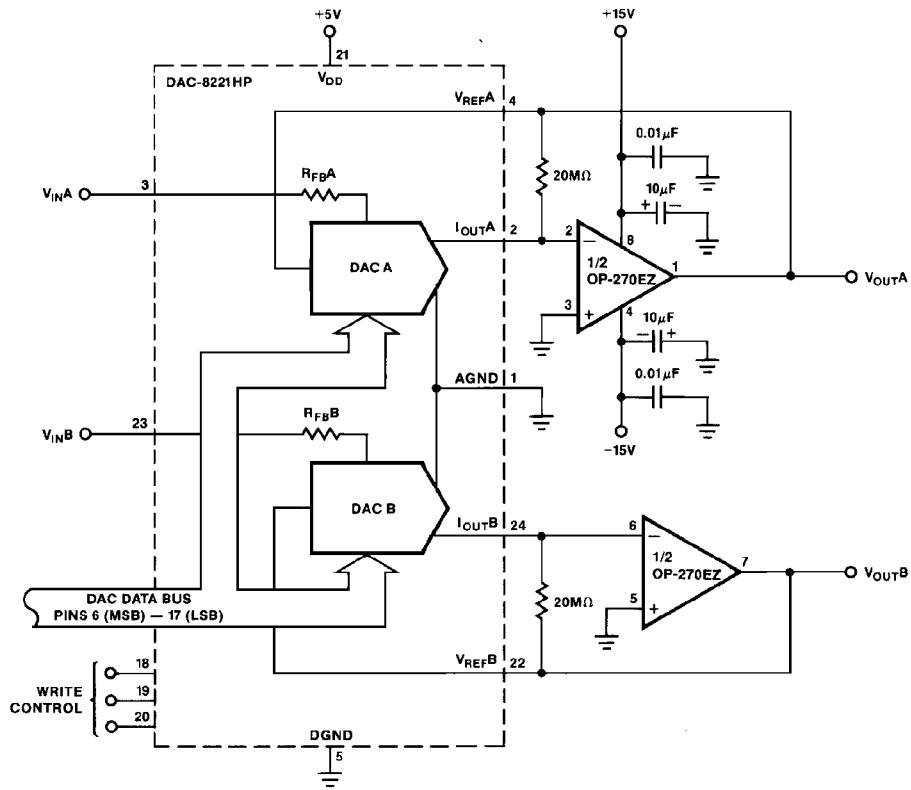 +5V
+15V
21
VDD
DAC-8221HP
VREFA 4
0.01µF
RFBA
20MΩ
VINA
3
10µF
+ −
IOUTA 2
2
−
8
DAC A
1/2
OP-270EZ
1
VOUTA
3
+
4
10µF
− +
AGND 1
0.01µF
RFBB
23
VINB
−15V
DAC B
IOUTB 24
6
−
1/2
OP-270EZ
7
VOUTB
20MΩ
5
+
DAC DATA BUS
PINS 6 (MSB) — 17 (LSB)
VREFB 22
18
WRITE
CONTROL
19
20
DGND
5